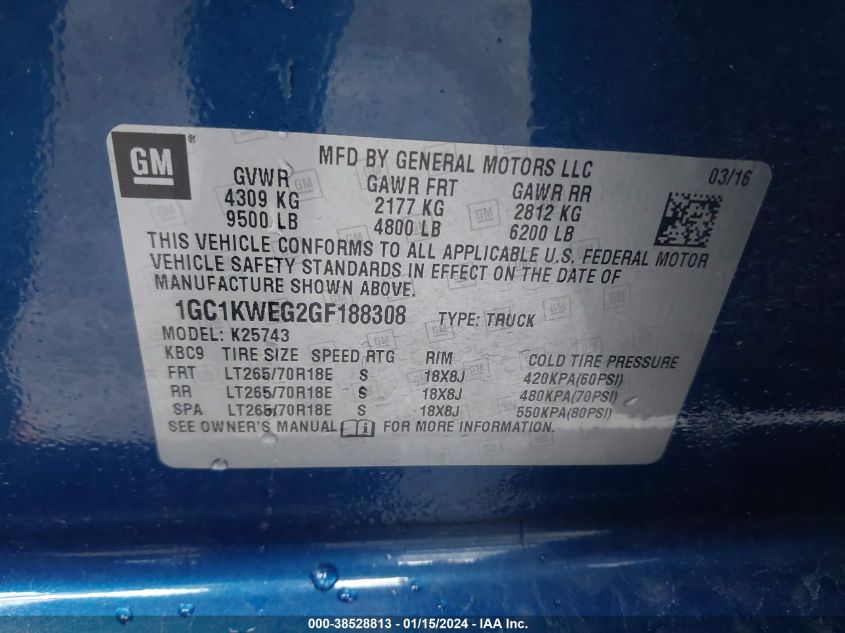 GM
MFD BY GENERAL MOTORS LLC
03/16
GVWR GAWR FRT GAWR RR
4309 KG 2177 KG 2812 KG
9500 LB 4800 LB 6200 LB
THIS VEHICLE CONFORMS TO ALL APPLICABLE U.S. FEDERAL MOTOR
VEHICLE SAFETY STANDARDS IN EFFECT ON THE DATE OF
MANUFACTURE SHOWN ABOVE.
1GC1KWEG2GF188308 TYPE: TRUCK
MODEL: K25743
KBC9 TIRE SIZE SPEED RTG RIM COLD TIRE PRESSURE
FRT LT265/70R18E S 18X8J 420KPA(60PSI)
RR LT265/70R18E S 18X8J 480KPA(70PSI)
SPA LT265/70R18E S 18X8J 550KPA(80PSI)
SEE OWNER'S MANUAL FOR MORE INFORMATION.
000-38528813 - 01/15/2024 - IAA Inc.